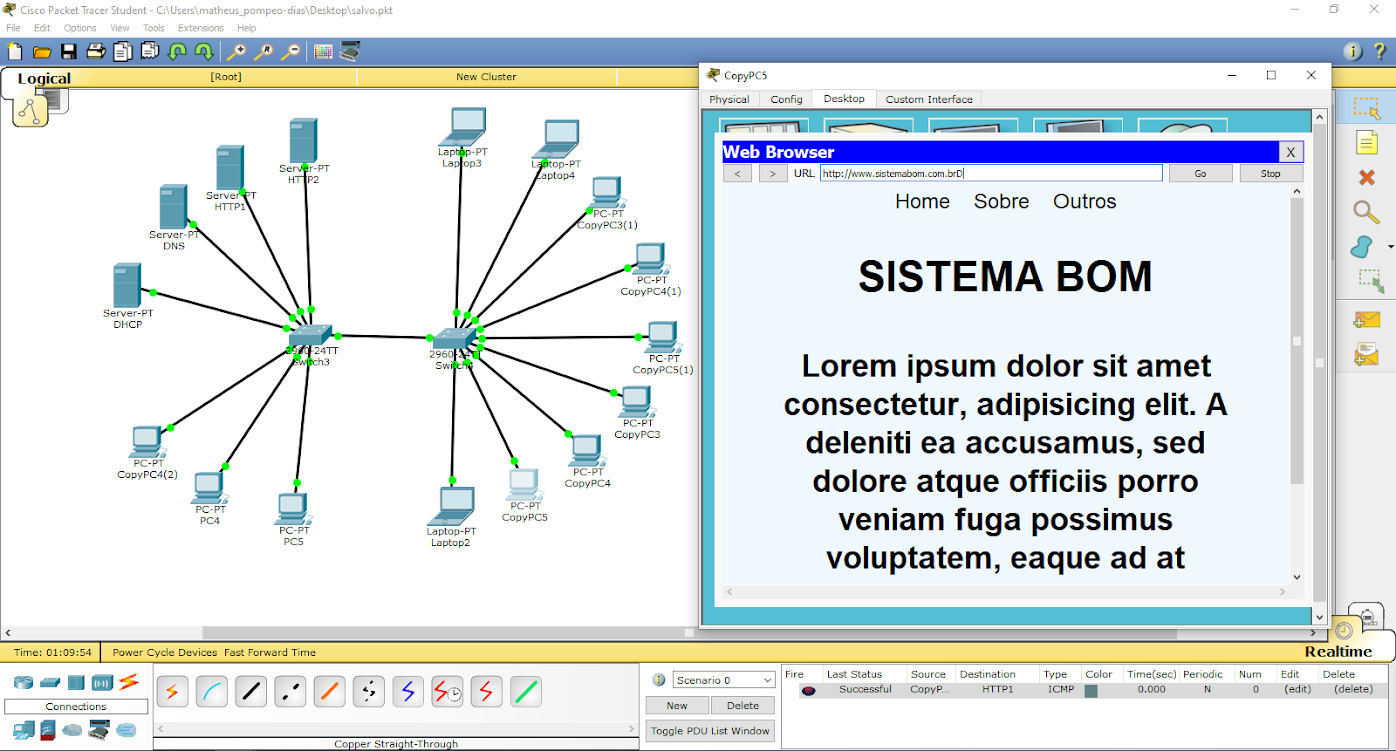 Cisco Packet Tracer Student - C:\Users\matheus_pompeo-dias\Desktop\salvo.pkt
File Edit Options View Tools Extensions Help
Logical
[Root]
New Cluster
Server-PT
HTTP2
Server-PT
HTTP1
Server-PT
DNS
Server-PT
DHCP
2960-24TT
Switch3
PC-PT
CopyPC4(2)
PC-PT
PC4
PC-PT
PC5
Laptop-PT
Laptop3
Laptop-PT
Laptop4
PC-PT
CopyPC3(1)
PC-PT
CopyPC4(1)
PC-PT
CopyPC5(1)
PC-PT
CopyPC3
PC-PT
CopyPC4
PC-PT
CopyPC5
Laptop-PT
Laptop2
2960-24TT
CopyPC5
Physical Config Desktop Custom Interface
Web Browser X
< > URL http://www.sistemabom.com.brD Go Stop
Home Sobre Outros
SISTEMA BOM
Lorem ipsum dolor sit amet
consectetur, adipisicing elit. A
deleniti ea accusamus, sed
dolore atque officiis porro
veniam fuga possimus
voluptatem, eaque ad at
Time: 01:09:54 Power Cycle Devices Fast Forward Time
Realtime
Connections
Copper Straight-Through
Scenario 0
New Delete
Toggle PDU List Window
Fire Last Status Source Destination Type Color Time(sec) Periodic Num Edit Delete
Successful CopyP... HTTP1 ICMP 0.000 N 0 (edit) (delete)